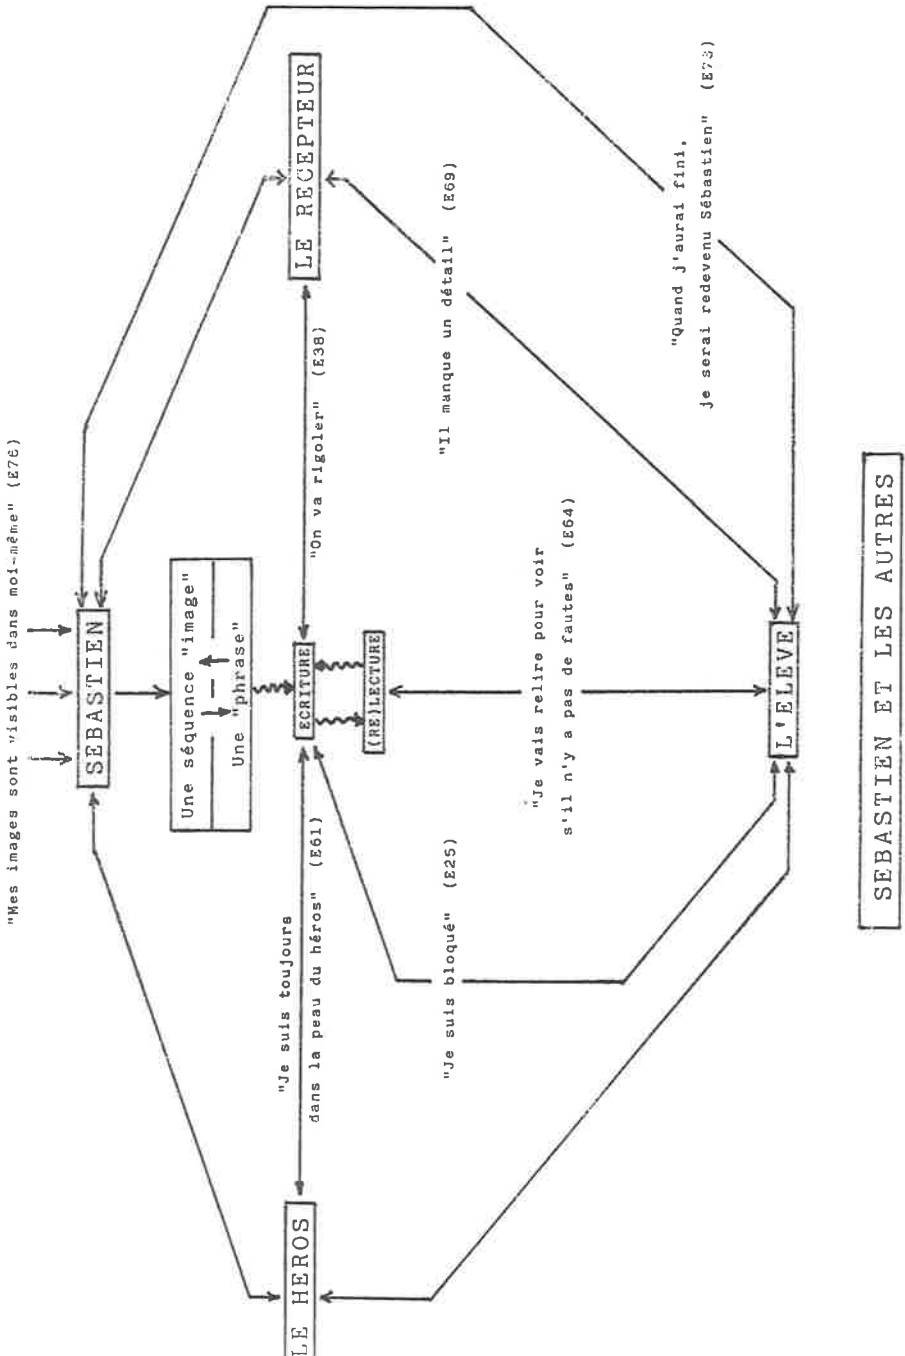 "Mes images sont visibles dans moi-même" (E76)
SEBASTIEN
Une séquence "image"
Une "phrase"
ECRITURE
(RE)LECTURE
LE HEROS
"Je suis toujours
dans la peau du héros" (E61)
"On va rigoler" (E38)
LE RECEPTEUR
"Je suis bloqué" (E25)
"Il manque un détail" (E69)
"Je vais relire pour voir
s'il n'y a pas de fautes" (E64)
"Quand j'aurai fini,
je serai redevenu Sébastien" (E73)
L'ELEVE
SEBASTIEN ET LES AUTRES